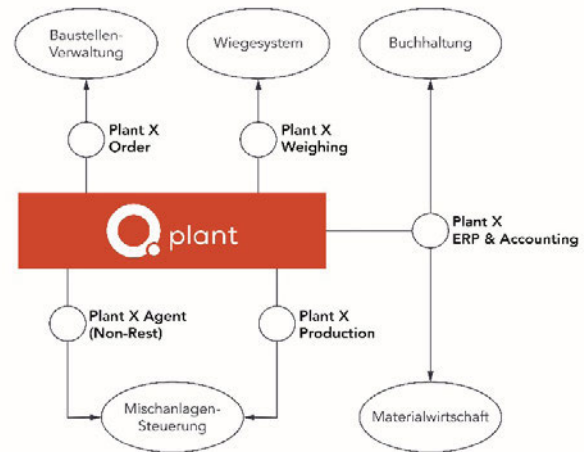 Baustellen-
Verwaltung
Wiegesystem
Buchhaltung
Plant X
Order
Plant X
Weighing
plant
Plant X
ERP & Accounting
Plant X Agent
(Non-Rest)
Plant X
Production
Mischanlagen-
Steuerung
Materialwirtschaft